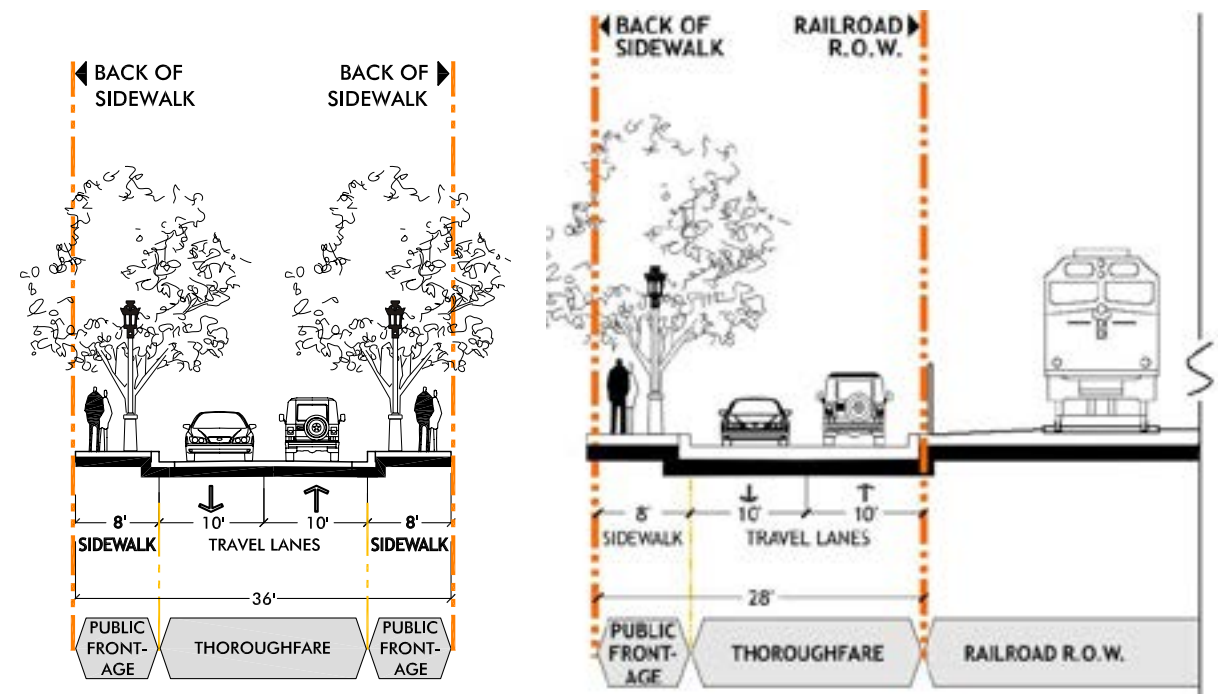 BACK OF
SIDEWALK
BACK OF
SIDEWALK
8'
10'
10'
8'
SIDEWALK
TRAVEL LANES
SIDEWALK
36'
PUBLIC
FRONT-
AGE
THOROUGHFARE
PUBLIC
FRONT-
AGE
BACK OF
SIDEWALK
RAILROAD
R.O.W.
8'
10'
10'
SIDEWALK
TRAVEL LANES
28'
PUBLIC
FRONT-
AGE
THOROUGHFARE
RAILROAD R.O.W.